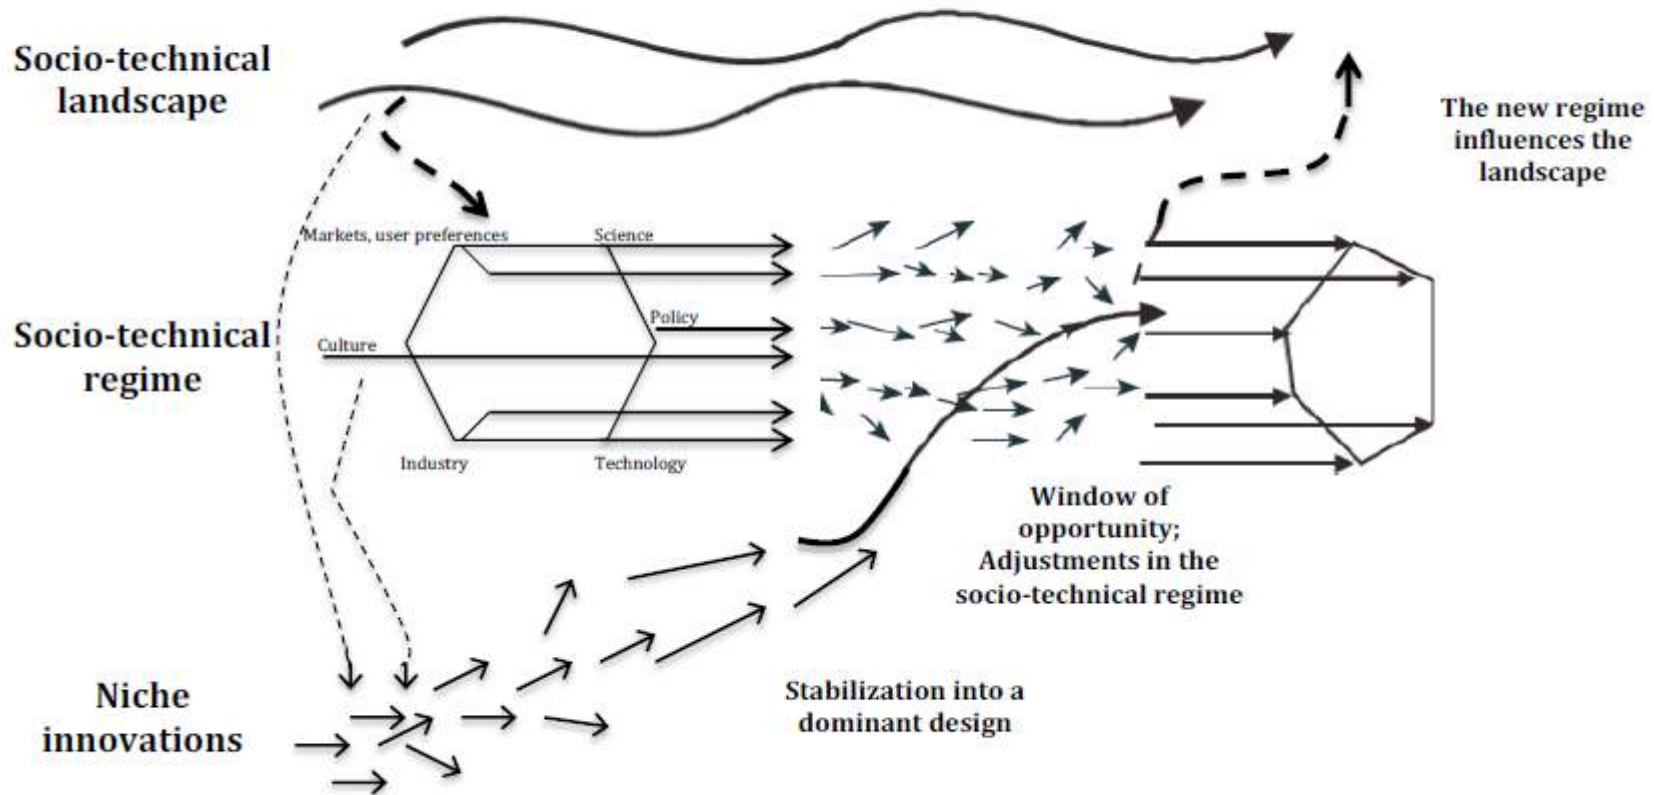 Socio-technical
landscape
The new regime
influences the
landscape
Markets, user preferences
Science
Socio-technical
regime
Policy
Culture
Industry
Technology
Window of
opportunity;
Adjustments in the
socio-technical regime
Niche
innovations
Stabilization into a
dominant design